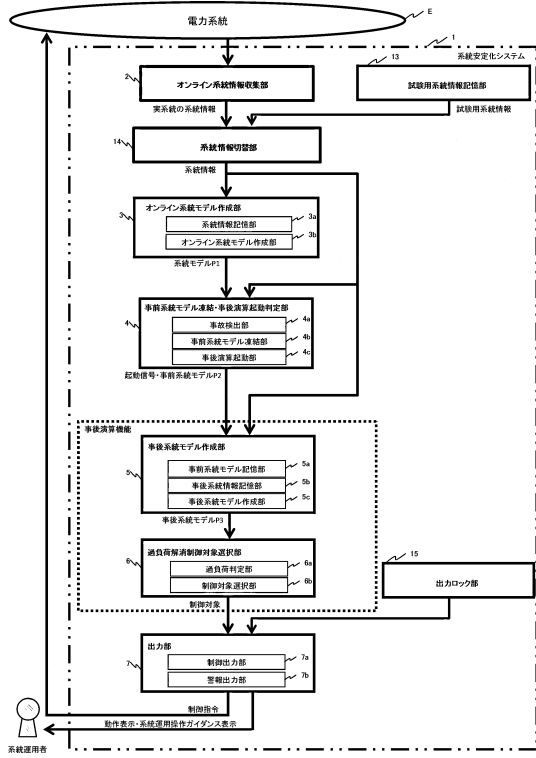 電力系統
E
1
系統安定化システム
2
オンライン系統情報収集部
13
試験用系統情報記憶部
実系統の系統情報
試験用系統情報
14
系統情報切替部
系統情報
3
オンライン系統モデル作成部
系統情報記憶部
3a
オンライン系統モデル作成部
3b
系統モデルP1
4
事前系統モデル凍結・事後演算起動判定部
事故検出部
4a
事前系統モデル凍結部
4b
事後演算起動部
4c
起動信号・事前系統モデルP2
事後演算機能
5
事後系統モデル作成部
事前系統モデル記憶部
5a
事後系統情報記憶部
5b
事後系統モデル作成部
5c
事後系統モデルP3
6
過負荷解消制御対象選択部
過負荷判定部
6a
制御対象選択部
6b
制御対象
15
出力ロック部
7
出力部
制御出力部
7a
警報出力部
7b
制御指令
動作表示・系統運用操作ガイダンス表示
系統運用者